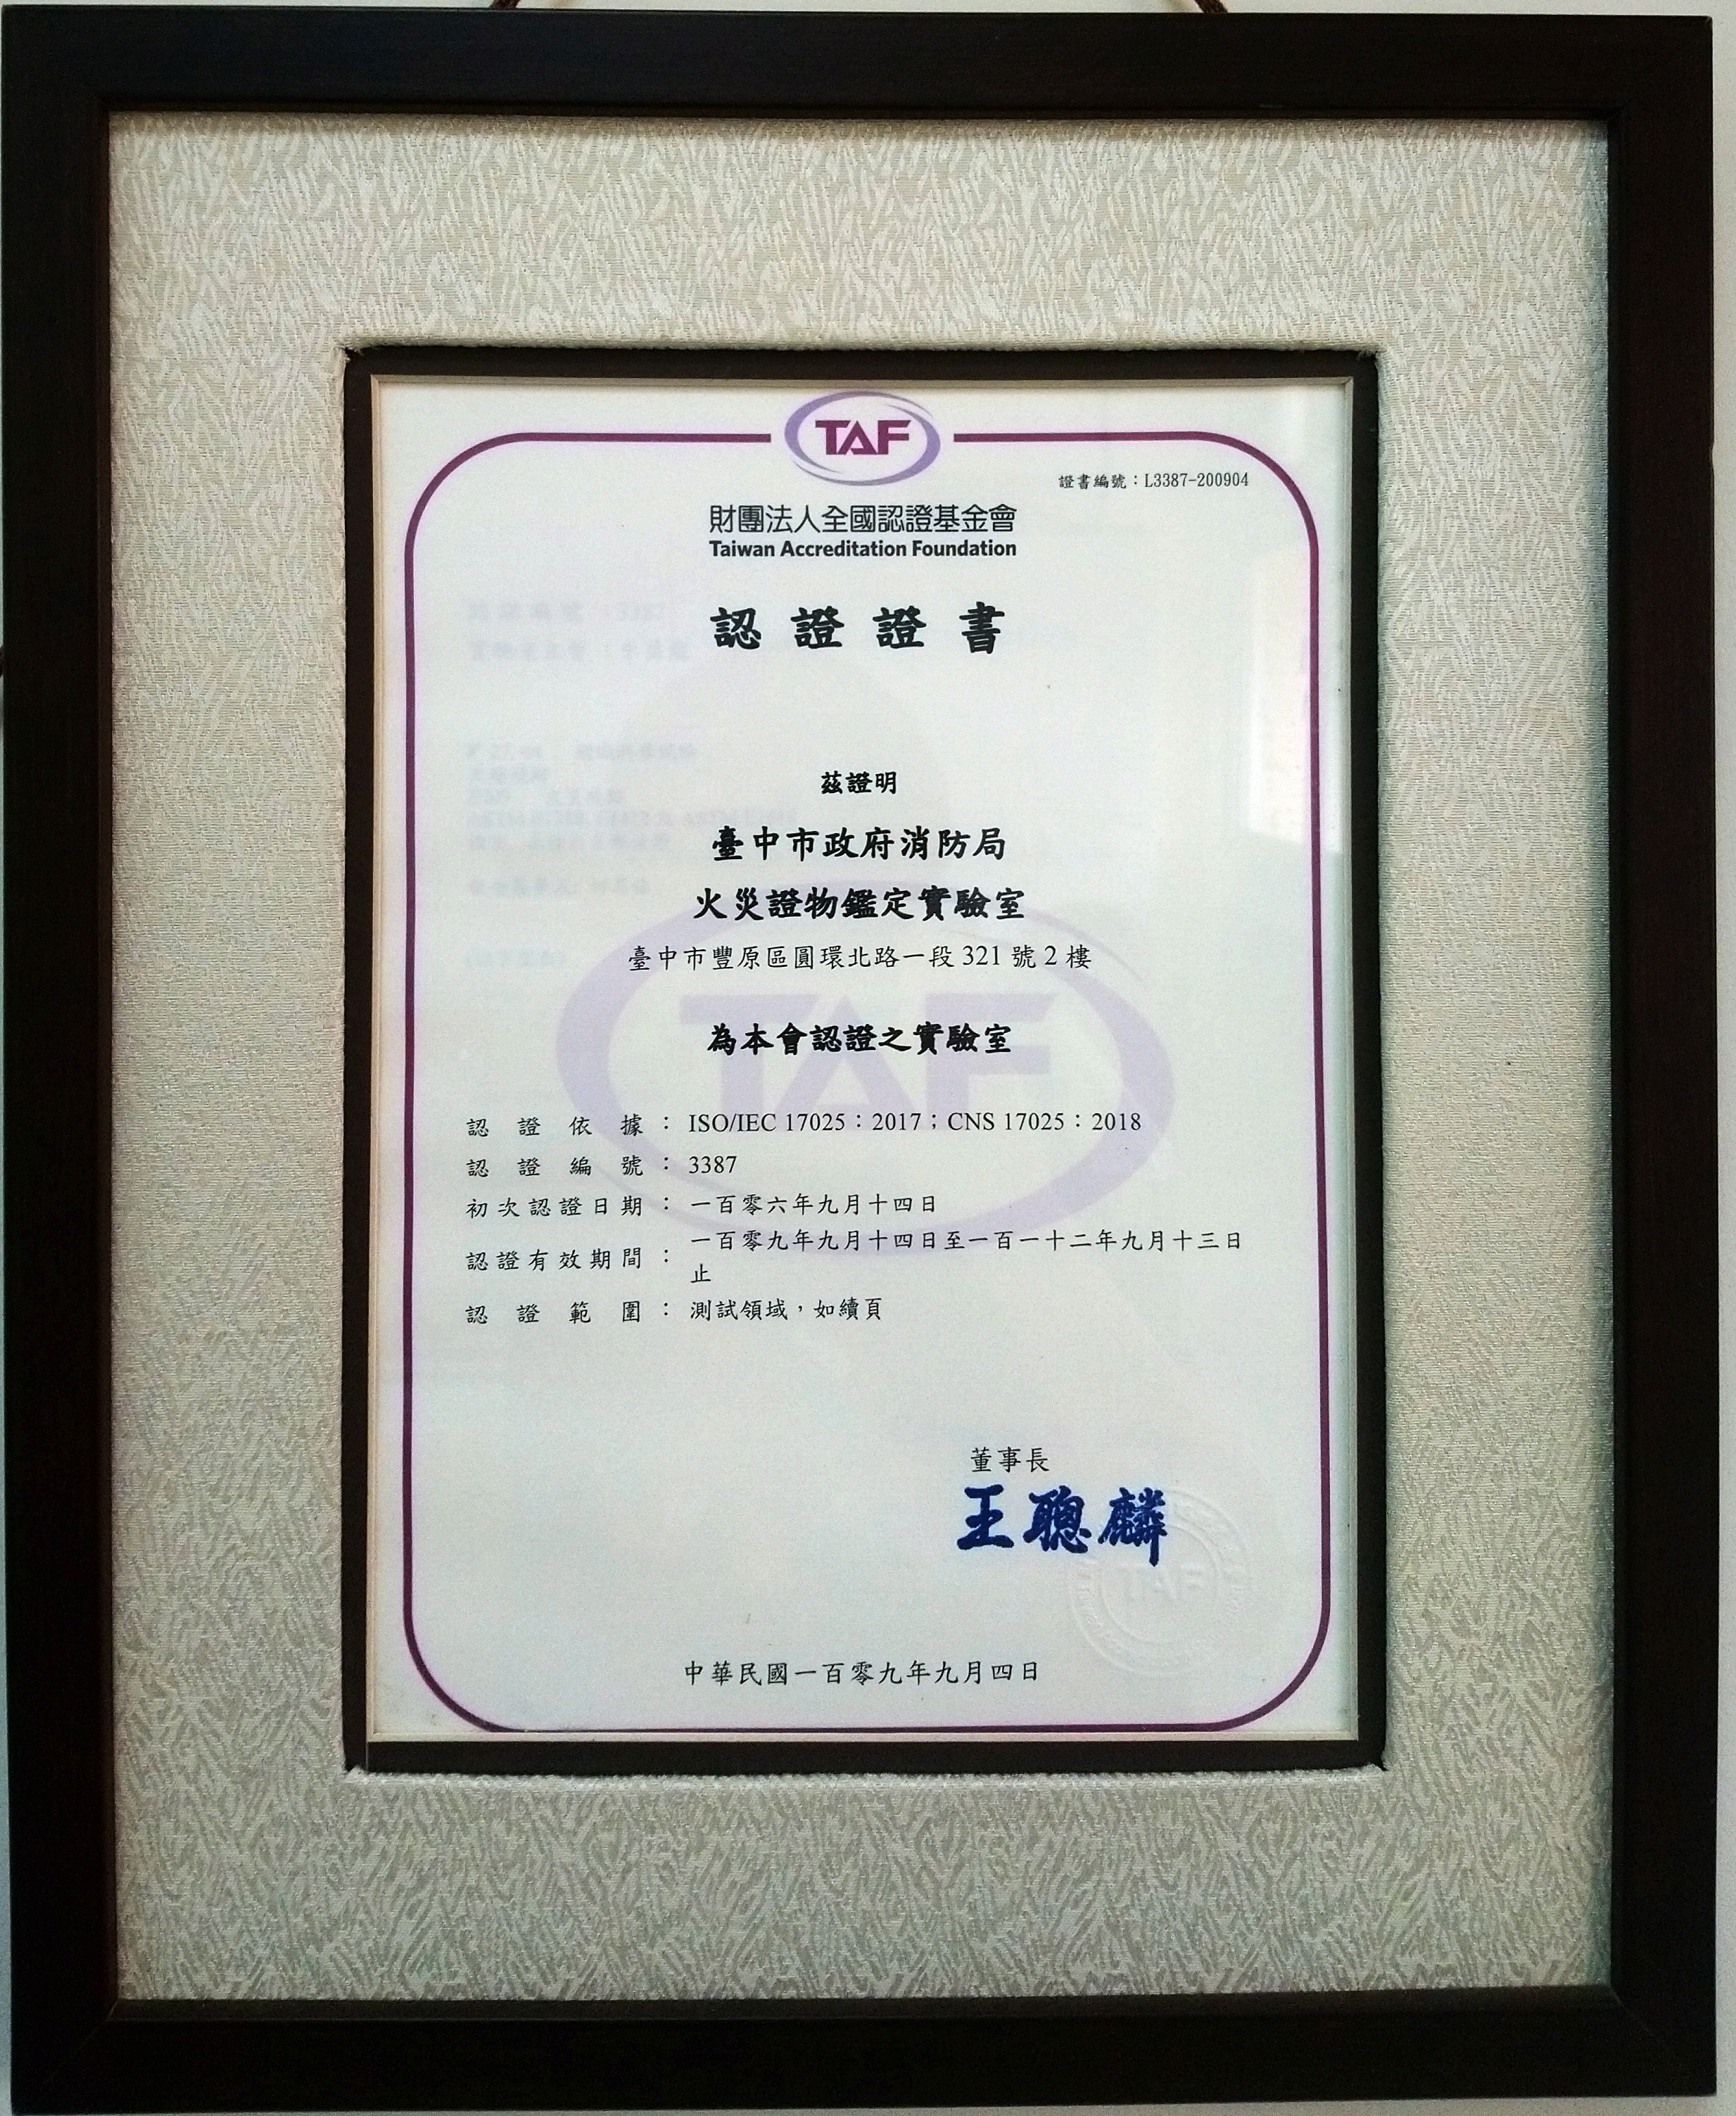 TAF
證書編號：L3387-200904
財團法人全國認證基金會
Taiwan Accreditation Foundation
認證證書
茲證明
臺中市政府消防局
火災證物鑑定實驗室
臺中市豐原區圓環北路一段 321 號 2 樓
為本會認證之實驗室
認證依據：ISO/IEC 17025：2017；CNS 17025：2018
認證編號：3387
初次認證日期：一百零六年九月十四日
認證有效期間：一百零九年九月十四日至一百一十二年九月十三日
止
認證範圍：測試領域，如續頁
董事長
王聰麟
TAF
中華民國一百零九年九月四日
TAF